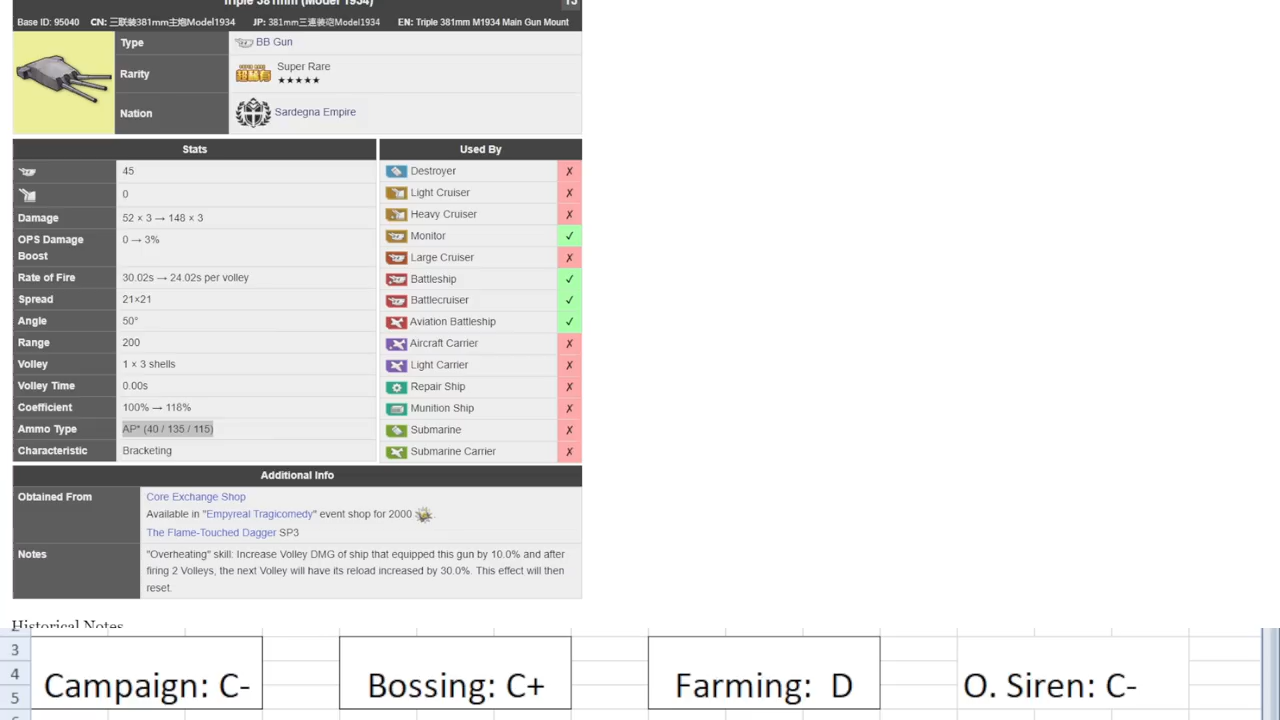 Triple 381mm (Model 1934)
T3
Base ID: 95040 CN: 三联装381mm主炮Model1934 JP: 381mm三連装砲Model1934 EN: Triple 381mm M1934 Main Gun Mount
Type BB Gun
Rarity Super Rare
★★★★★
Nation Sardegna Empire
Stats
45
0
Damage 52 × 3 → 148 × 3
OPS Damage Boost 0 → 3%
Rate of Fire 30.02s → 24.02s per volley
Spread 21×21
Angle 50°
Range 200
Volley 1 × 3 shells
Volley Time 0.00s
Coefficient 100% → 118%
Ammo Type AP* (40 / 135 / 115)
Characteristic Bracketing
Used By
Destroyer ✗
Light Cruiser ✗
Heavy Cruiser ✗
Monitor ✓
Large Cruiser ✗
Battleship ✓
Battlecruiser ✓
Aviation Battleship ✓
Aircraft Carrier ✗
Light Carrier ✗
Repair Ship ✗
Munition Ship ✗
Submarine ✗
Submarine Carrier ✗
Additional Info
Obtained From Core Exchange Shop
Available in "Empyreal Tragicomedy" event shop for 2000 .
The Flame-Touched Dagger SP3
Notes "Overheating" skill: Increase Volley DMG of ship that equipped this gun by 10.0% and after
firing 2 Volleys, the next Volley will have its reload increased by 30.0%. This effect will then
reset.
Historical Notes
3
4
5
Campaign: C- Bossing: C+ Farming: D O. Siren: C-